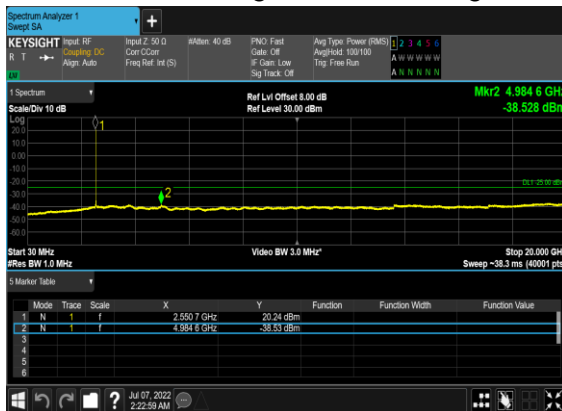 Spectrum Analyzer 1
Swept SA
+
KEYSIGHT Input: RF Input Z: 50 Ω #Atten: 40 dB PNO: Fast Avg Type: Power (RMS) 1 2 3 4 5 6
R T Coupling: DC Corr CCorr Gate: Off Avg|Hold: 100/100 A W W W W W
Align: Auto Freq Ref: Int (S) IF Gain: Low Trig: Free Run
Sig Track: Off A N N N N N
LXI
1 Spectrum Ref Lvl Offset 8.00 dB Mkr2 4.984 6 GHz
Scale/Div 10 dB Ref Level 30.00 dBm -38.528 dBm
Log
20.0
10.0
0.00
-10.0
-20.0
-30.0
-40.0
-50.0
-60.0
1
2
DL1 -25.00 dBm
Start 30 MHz Video BW 3.0 MHz* Stop 20.000 GHz
#Res BW 1.0 MHz Sweep ~38.3 ms (40001 pts)
5 Marker Table
Mode Trace Scale X Y Function Function Width Function Value
1 N 1 f 2.550 7 GHz 20.24 dBm
2 N 1 f 4.984 6 GHz -38.53 dBm
3
4
5
6
? Jul 07, 2022
2:22:59 AM